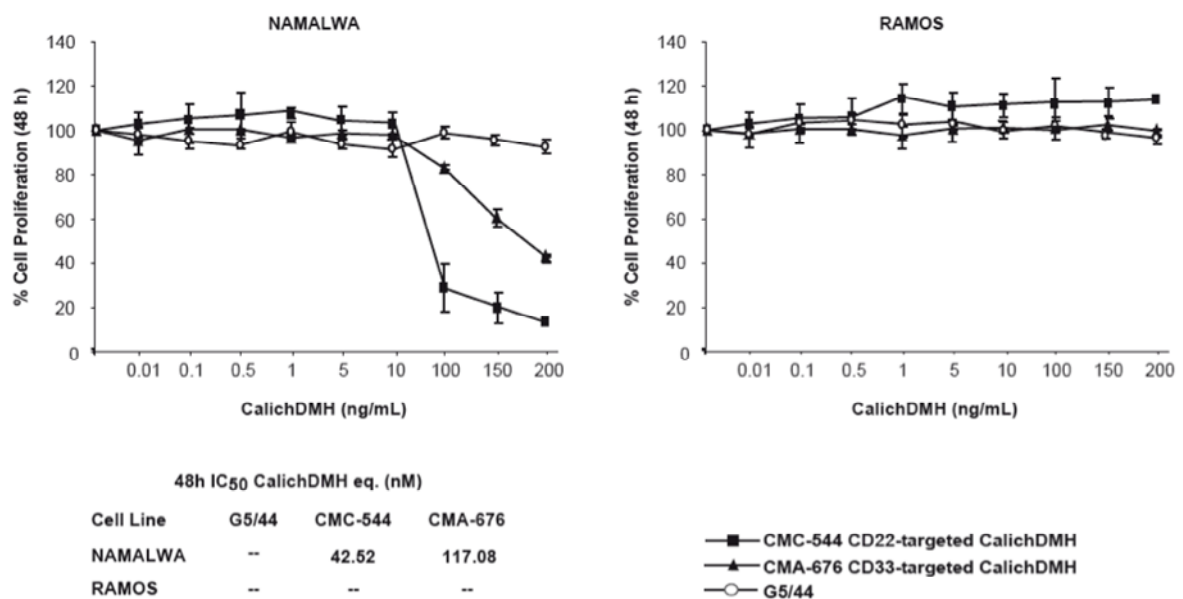 NAMALWA
140
120
100
80
60
40
20
0
% Cell Proliferation (48 h)
0.01 0.1 0.5 1 5 10 100 150 200
CalichDMH (ng/mL)
RAMOS
140
120
100
80
60
40
20
0
% Cell Proliferation (48 h)
0.01 0.1 0.5 1 5 10 100 150 200
CalichDMH (ng/mL)
48h IC50 CalichDMH eq. (nM)
Cell Line G5/44 CMC-544 CMA-676
NAMALWA -- 42.52 117.08
RAMOS -- -- --
CMC-544 CD22-targeted CalichDMH
CMA-676 CD33-targeted CalichDMH
G5/44